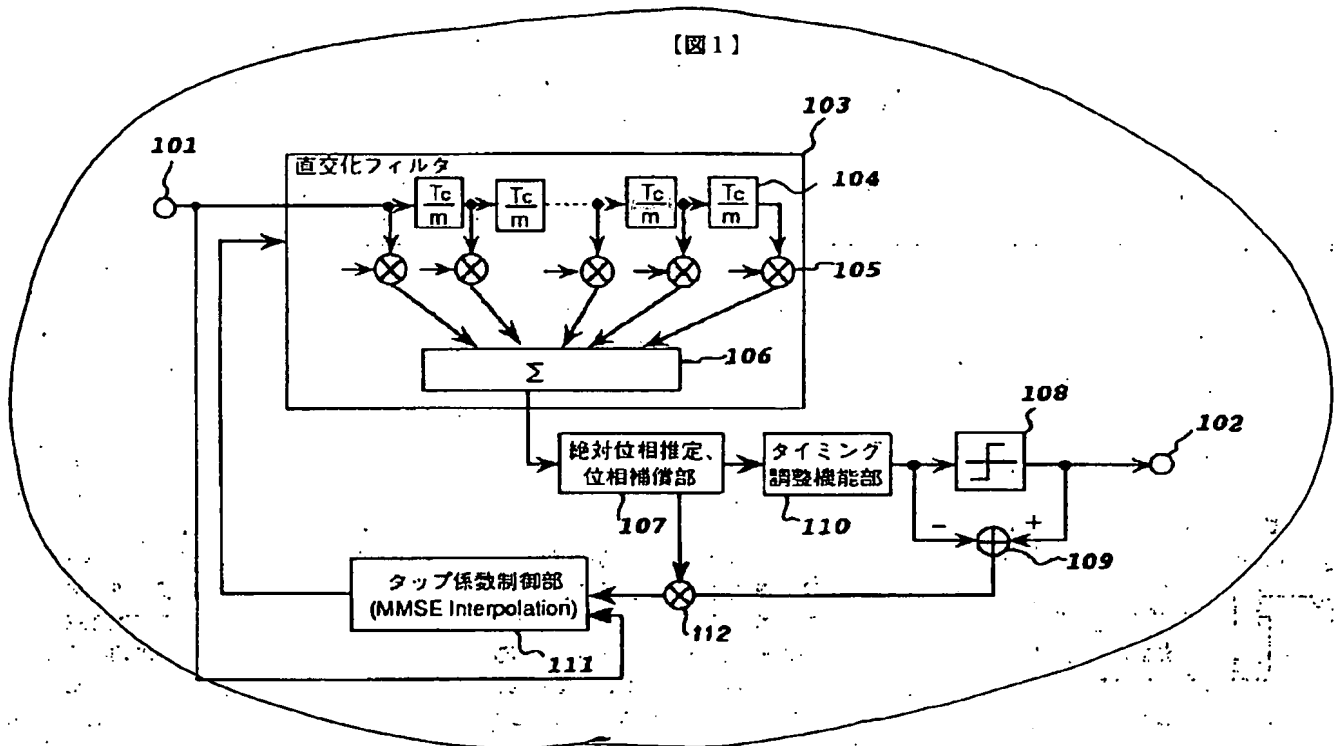 【図1】
103
101
直交化フィルタ
Tc/m Tc/m Tc/m Tc/m
104
105
Σ
106
108
102
絶対位相推定、
位相補償部
タイミング
調整機能部
107
110
- +
109
タップ係数制御部
(MMSE Interpolation)
112
111